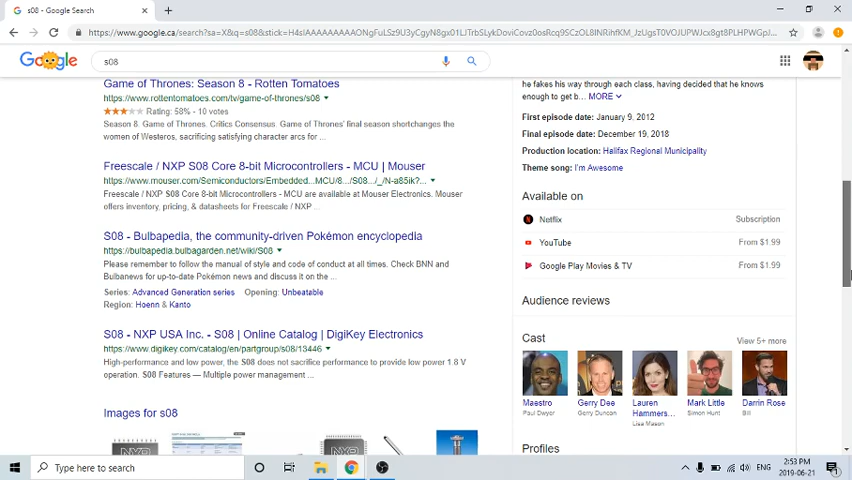 s08 - Google Search
https://www.google.ca/search?sa=X&q=s08&stick=
Google s08
Game of Thrones: Season 8 - Rotten Tomatoes
https://www.rottentomatoes.com/tv/game-of-thrones/s08
Rating: 58% - 10 votes
Season 8. Game of Thrones. Critics Consensus. Game of Thrones' final season shortchanges the
women of Westeros, sacrificing satisfying character arcs for ...
Freescale / NXP S08 Core 8-bit Microcontrollers - MCU | Mouser
https://www.mouser.com/Semiconductors/Embedded...MCU/8.../S08.../_/N-a85ik?...
Freescale / NXP S08 Core 8-bit Microcontrollers - MCU are available at Mouser Electronics. Mouser
offers inventory, pricing, & datasheets for Freescale / NXP ...
S08 - Bulbapedia, the community-driven Pokémon encyclopedia
https://bulbapedia.bulbagarden.net/wiki/S08
Please remember to follow the manual of style and code of conduct at all times. Check BNN and
Bulbanews for up-to-date Pokémon news and discuss it on the ...
Series: Advanced Generation series Opening: Unbeatable
Region: Hoenn & Kanto
S08 - NXP USA Inc. - S08 | Online Catalog | DigiKey Electronics
https://www.digikey.com/catalog/en/partgroup/s08/13446
High-performance and low power, the S08 does not sacrifice performance to provide low power 1.8 V
operation. S08 Features — Multiple power management ...
Images for s08
he fakes his way through each class, having decided that he knows
enough to get b... MORE
First episode date: January 9, 2012
Final episode date: December 19, 2018
Production location: Halifax Regional Municipality
Theme song: I'm Awesome
Available on
Netflix Subscription
YouTube From $1.99
Google Play Movies & TV From $1.99
Audience reviews
Cast View 5+ more
Maestro Gerry Dee Lauren Mark Little Darrin Rose
Paul Dwyer Gerry Duncan Hammers... Simon Hunt Bill
Lisa Mason
Profiles
Type here to search
ENG 2:53 PM
2019-06-21